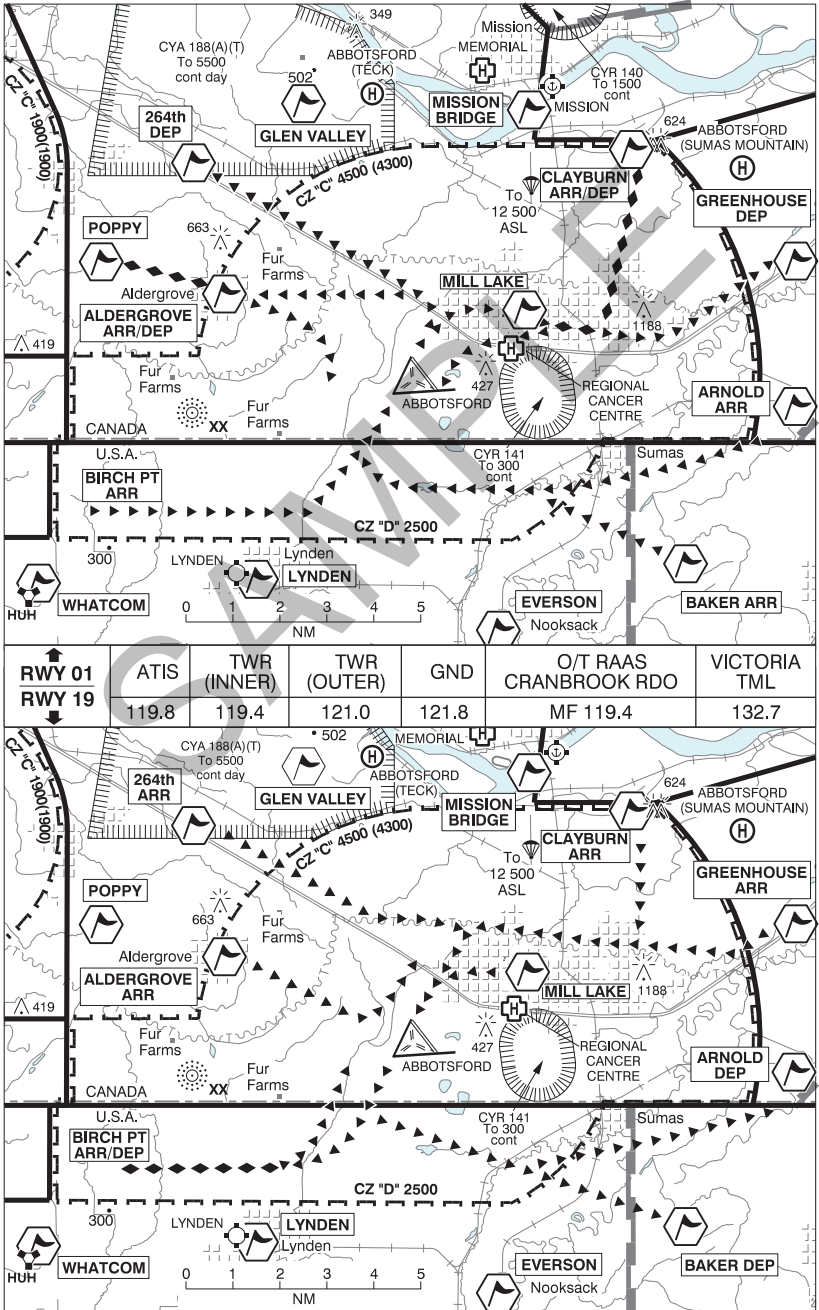 349
Mission
CYA 188(A)(T)
To 5500
cont day
ABBOTSFORD
(TECK)
MEMORIAL
CYR 140
To 1500
cont
502
264th
DEP
GLEN VALLEY
MISSION
BRIDGE
MISSION
624
ABBOTSFORD
(SUMAS MOUNTAIN)
CZ "C" 1900(1900)
CZ "C" 4500 (4300)
To
12 500
ASL
CLAYBURN
ARR/DEP
GREENHOUSE
DEP
POPPY
663
Fur
Farms
Aldergrove
ALDERGROVE
ARR/DEP
MILL LAKE
1188
419
Fur
Farms
427
ABBOTSFORD
REGIONAL
CANCER
CENTRE
ARNOLD
ARR
XX
Fur
Farms
CANADA
U.S.A.
CYR 141
To 300
cont
Sumas
BIRCH PT
ARR
CZ "D" 2500
300
LYNDEN
Lynden
LYNDEN
HUH
WHATCOM
EVERSON
Nooksack
BAKER ARR
0 1 2 3 4 5
NM
RWY 01
RWY 19
ATIS
119.8
TWR
(INNER)
119.4
TWR
(OUTER)
121.0
GND
121.8
O/T RAAS
CRANBROOK RDO
MF 119.4
VICTORIA
TML
132.7
CYA 188(A)(T)
To 5500
cont day
502
MEMORIAL
ABBOTSFORD
(TECK)
264th
ARR
GLEN VALLEY
MISSION
BRIDGE
624
ABBOTSFORD
(SUMAS MOUNTAIN)
CZ "C" 1900(1900)
CZ "C" 4500 (4300)
To
12 500
ASL
CLAYBURN
ARR
GREENHOUSE
ARR
POPPY
663
Fur
Farms
Aldergrove
ALDERGROVE
ARR
MILL LAKE
1188
419
Fur
Farms
427
ABBOTSFORD
REGIONAL
CANCER
CENTRE
ARNOLD
DEP
XX
Fur
Farms
CANADA
U.S.A.
CYR 141
To 300
cont
Sumas
BIRCH PT
ARR/DEP
CZ "D" 2500
300
LYNDEN
LYNDEN
Lynden
HUH
WHATCOM
EVERSON
Nooksack
BAKER DEP
0 1 2 3 4 5
NM
SAMPLE